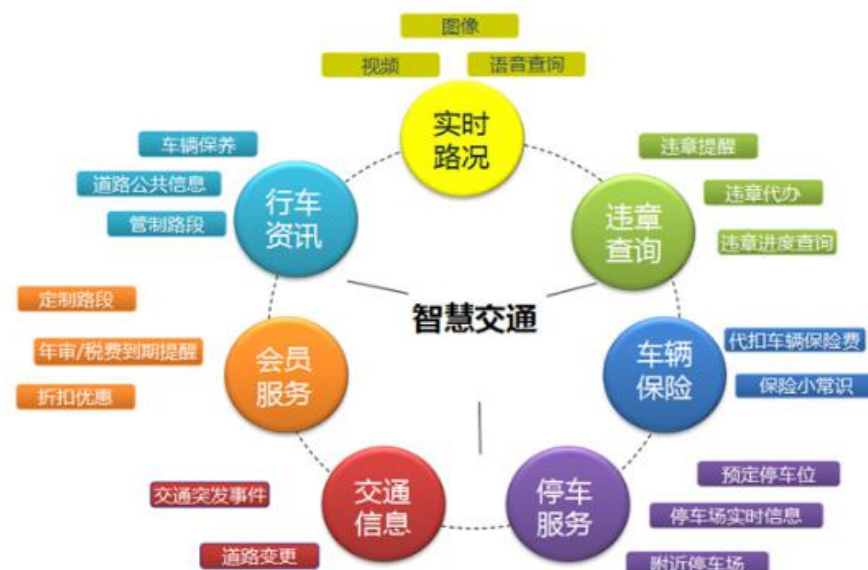 图像
视频
语音查询
实时
路况
违章提醒
违章代办
违章进度查询
违章
查询
代扣车辆保险费
保险小常识
车辆
保险
预定停车位
停车场实时信息
附近停车场
停车
服务
交通突发事件
道路变更
交通
信息
定制路段
年审/税费到期提醒
折扣优惠
会员
服务
车辆保养
道路公共信息
管制路段
行车
资讯
智慧交通